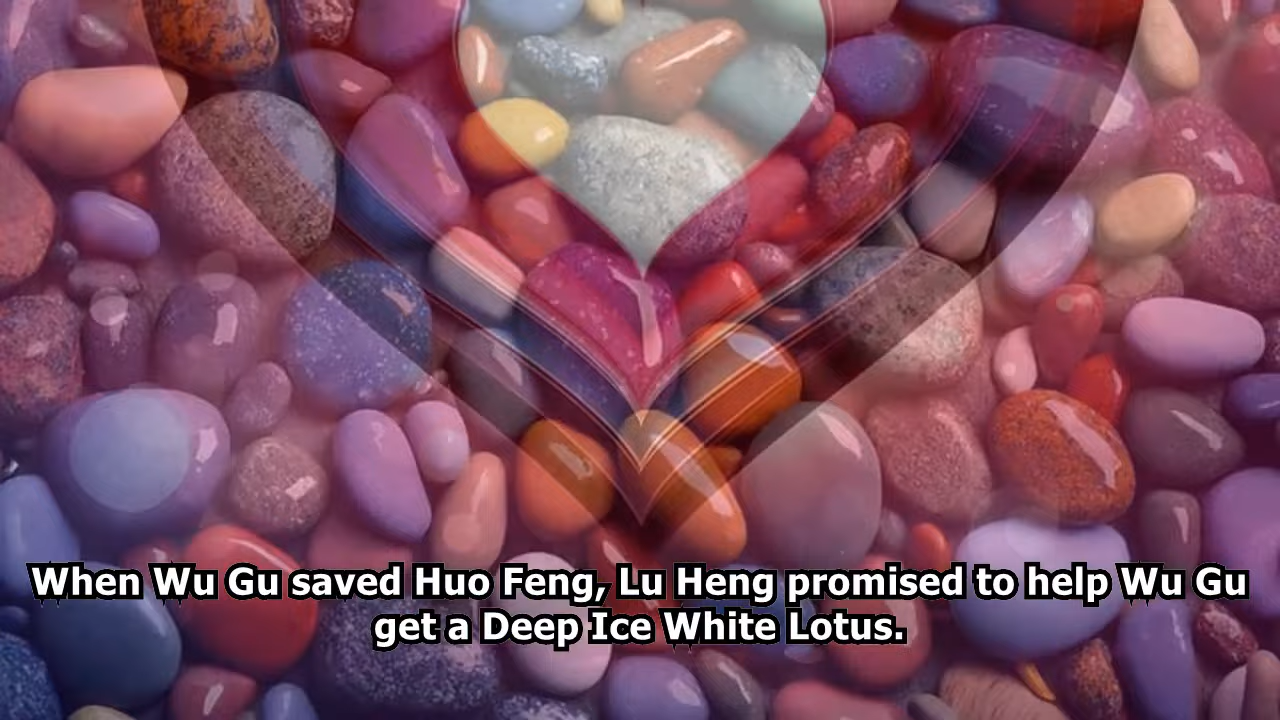 When Wu Gu saved Huo Feng, Lu Heng promised to help Wu Gu
get a Deep Ice White Lotus.